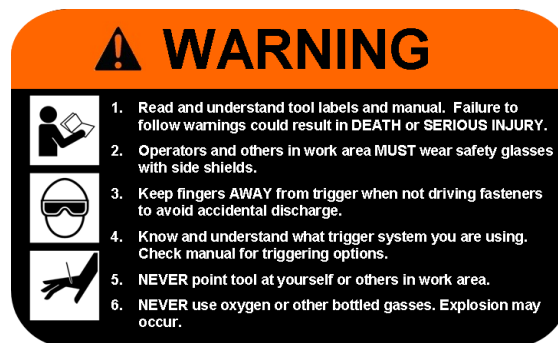 WARNING
1. Read and understand tool labels and manual. Failure to
follow warnings could result in DEATH or SERIOUS INJURY.
2. Operators and others in work area MUST wear safety glasses
with side shields.
3. Keep fingers AWAY from trigger when not driving fasteners
to avoid accidental discharge.
4. Know and understand what trigger system you are using.
Check manual for triggering options.
5. NEVER point tool at yourself or others in work area.
6. NEVER use oxygen or other bottled gasses. Explosion may
occur.